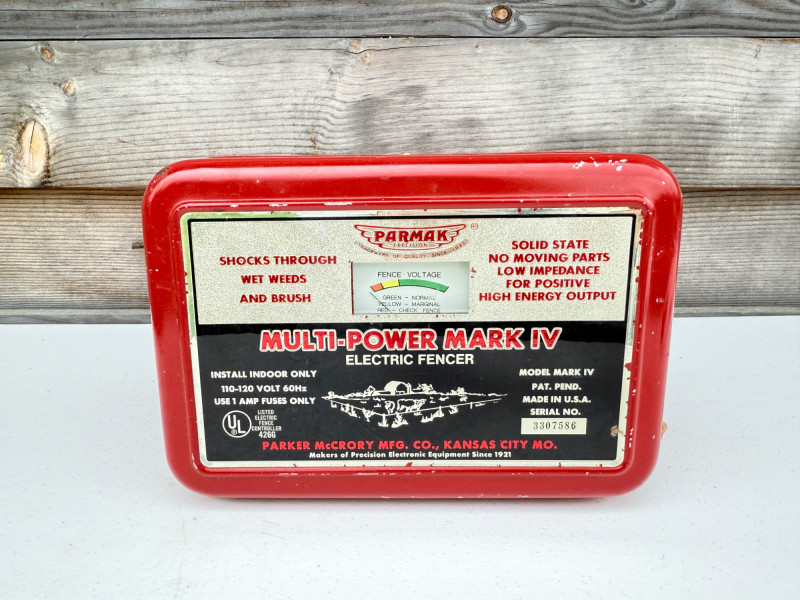 PARMAK
®
PRECISION
TRADEMARK OF QUALITY SINCE 1921
SHOCKS THROUGH
WET WEEDS
AND BRUSH
FENCE VOLTAGE
GREEN - NORMAL
YELLOW - MARGINAL
RED - CHECK FENCE
SOLID STATE
NO MOVING PARTS
LOW IMPEDANCE
FOR POSITIVE
HIGH ENERGY OUTPUT
MULTI-POWER MARK IV
ELECTRIC FENCER
INSTALL INDOOR ONLY
110-120 VOLT 60Hz
USE 1 AMP FUSES ONLY
UL
LISTED
ELECTRIC
FENCE
CONTROLLER
426G
MODEL MARK IV
PAT. PEND.
MADE IN U.S.A.
SERIAL NO.
3307586
PARKER McCRORY MFG. CO., KANSAS CITY MO.
Makers of Precision Electronic Equipment Since 1921